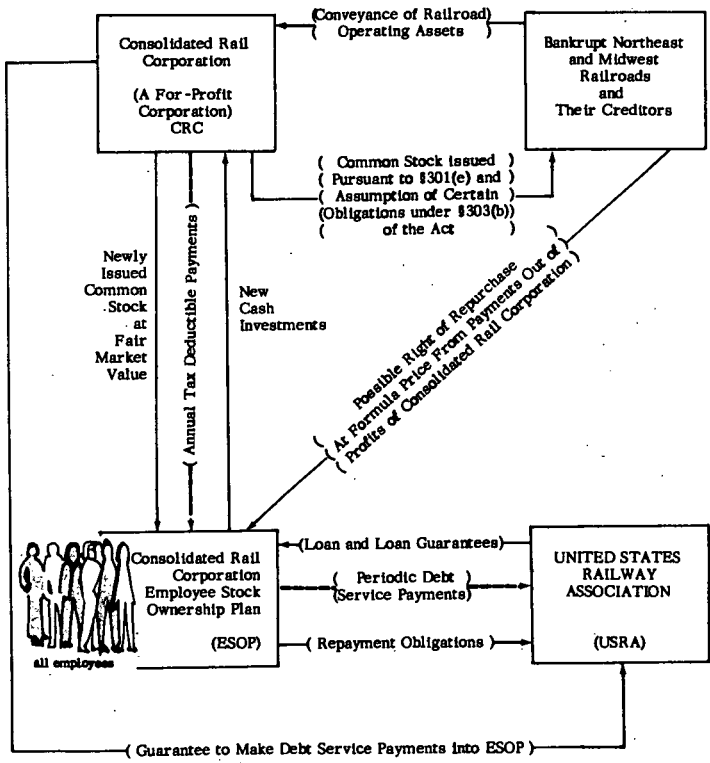 (Conveyance of Railroad)
( Operating Assets )
Consolidated Rail
Corporation
(A For-Profit
Corporation)
CRC
Bankrupt Northeast
and Midwest
Railroads
and
Their Creditors
( Common Stock issued )
( Pursuant to §301(e) and )
( Assumption of Certain )
(Obligations under §303(b))
( of the Act )
Newly
Issued
Common
Stock
at
Fair
Market
Value
( Annual Tax Deductible Payments )
New
Cash
Investments
( Possible Right of Repurchase )
(At Formula Price From Payments Out of )
( Profits of Consolidated Rail Corporation)
Consolidated Rail
Corporation
Employee Stock
Ownership Plan
(ESOP)
all employees
(Loan and Loan Guarantees)
( Periodic Debt )
(Service Payments)
( Repayment Obligations )
UNITED STATES
RAILWAY
ASSOCIATION
(USRA)
( Guarantee to Make Debt Service Payments into ESOP)